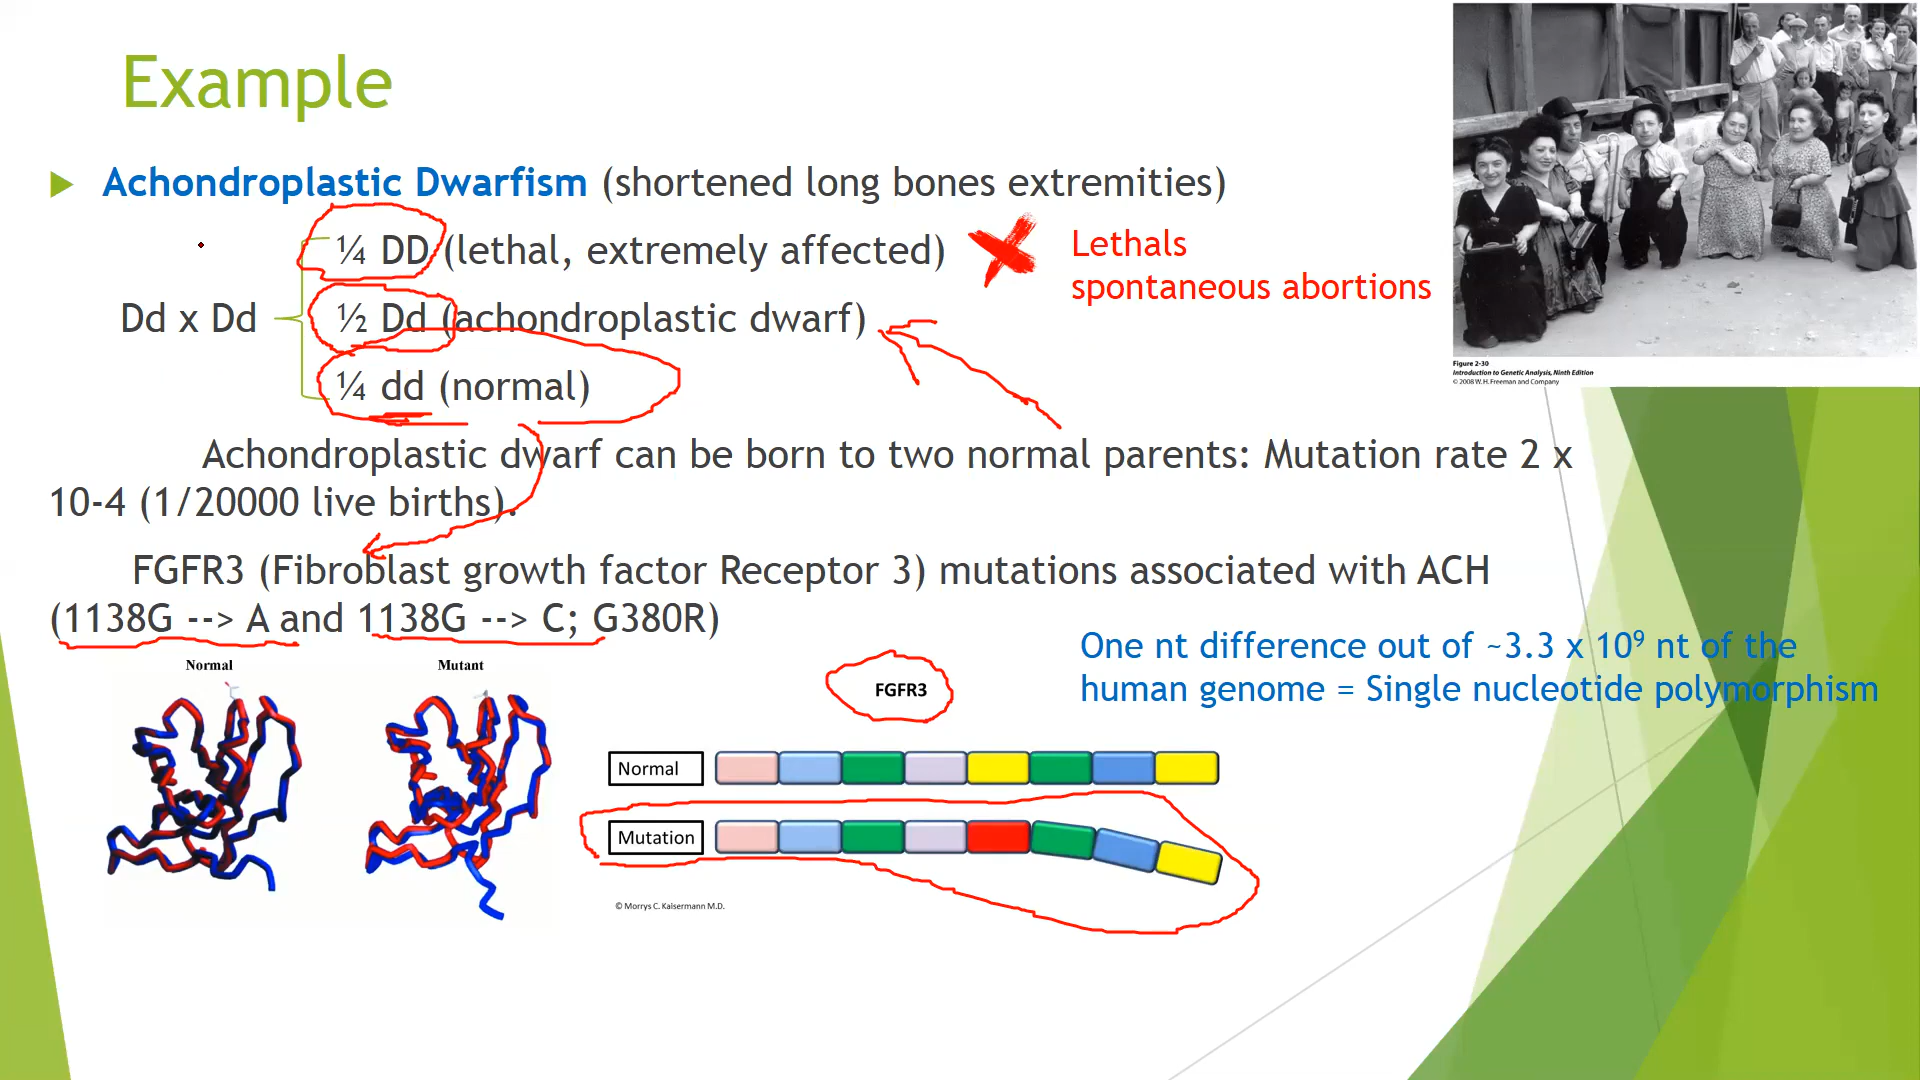 Example
Achondroplastic Dwarfism (shortened long bones extremities)
¼ DD (lethal, extremely affected)
Lethals
spontaneous abortions
Dd x Dd
½ Dd (achondroplastic dwarf)
¼ dd (normal)
Figure 2-30
Introduction to Genetic Analysis, Ninth Edition
© 2008 W. H. Freeman and Company
Achondroplastic dwarf can be born to two normal parents: Mutation rate 2 x
10-4 (1/20000 live births).
FGFR3 (Fibroblast growth factor Receptor 3) mutations associated with ACH
(1138G --> A and 1138G --> C; G380R)
One nt difference out of ~3.3 x 10⁹ nt of the
human genome = Single nucleotide polymorphism
Normal
Mutant
FGFR3
Normal
Mutation
© Morrys C. Kaisermann M.D.